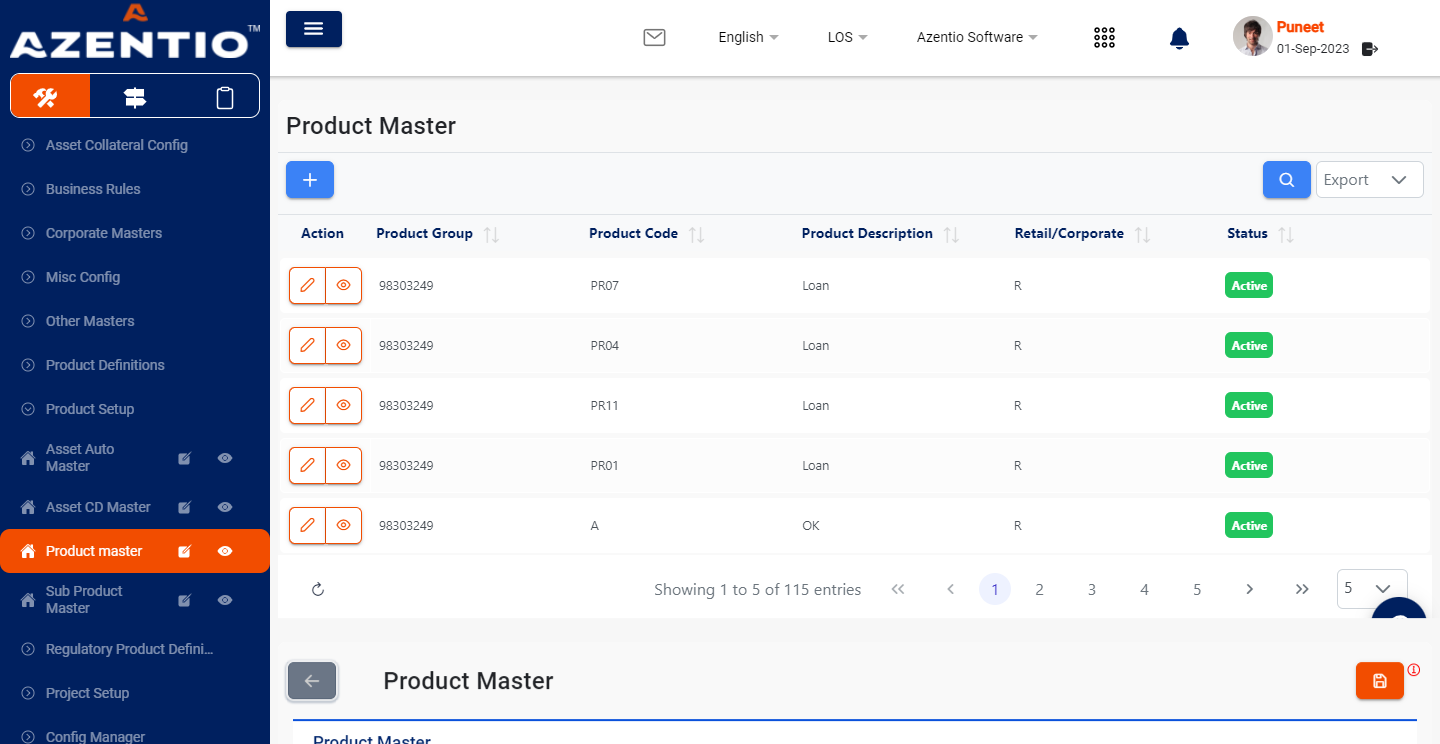 AZENTIO™
English
LOS
Azentio Software
Puneet
01-Sep-2023
Asset Collateral Config
Business Rules
Corporate Masters
Misc Config
Other Masters
Product Definitions
Product Setup
Asset Auto
Master
Asset CD Master
Product master
Sub Product
Master
Regulatory Product Defini...
Project Setup
Config Manager
Product Master
Export
Action Product Group Product Code Product Description Retail/Corporate Status
98303249 PR07 Loan R Active
98303249 PR04 Loan R Active
98303249 PR11 Loan R Active
98303249 PR01 Loan R Active
98303249 A OK R Active
Showing 1 to 5 of 115 entries 1 2 3 4 5 5
Product Master
Product Master